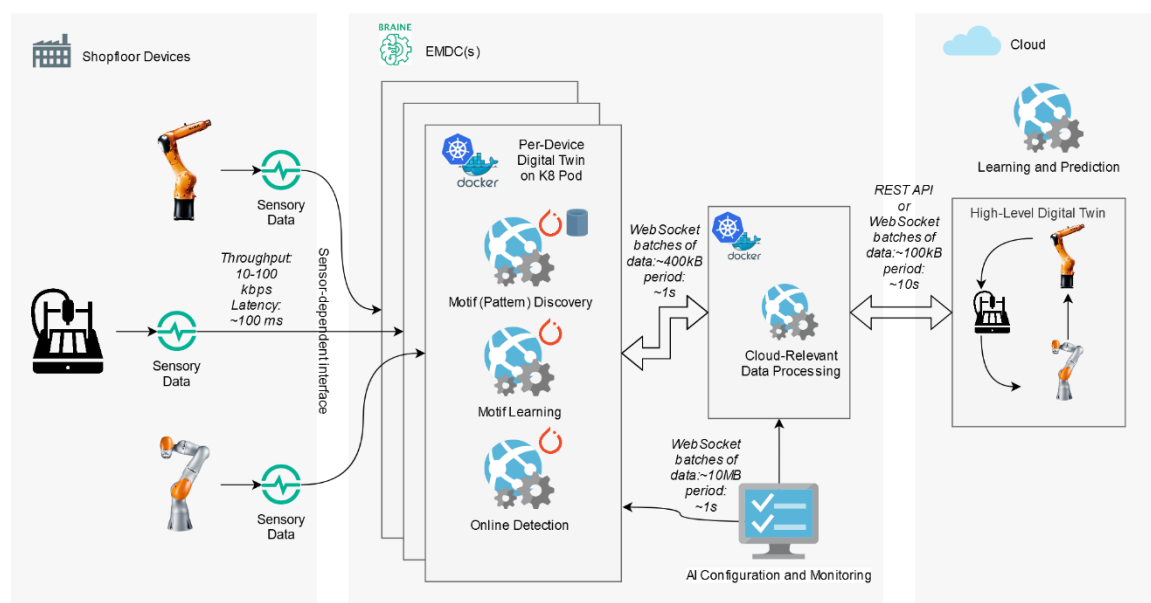 Shopfloor Devices
Sensory
Data
Throughput:
10-100
kbps
Latency:
~100 ms
Sensory
Data
Sensor-dependent interface
Sensory
Data
BRAINE
EMDC(s)
docker
Per-Device
Digital Twin
on K8 Pod
Motif (Pattern) Discovery
Motif Learning
Online Detection
WebSocket
batches of
data:~400kB
period:
~1s
docker
Cloud-Relevant
Data Processing
WebSocket
batches of
data:~10MB
period:
~1s
AI Configuration and Monitoring
REST API
or
WebSocket
batches of
data:~100kB
period:
~10s
Cloud
Learning and Prediction
High-Level Digital Twin